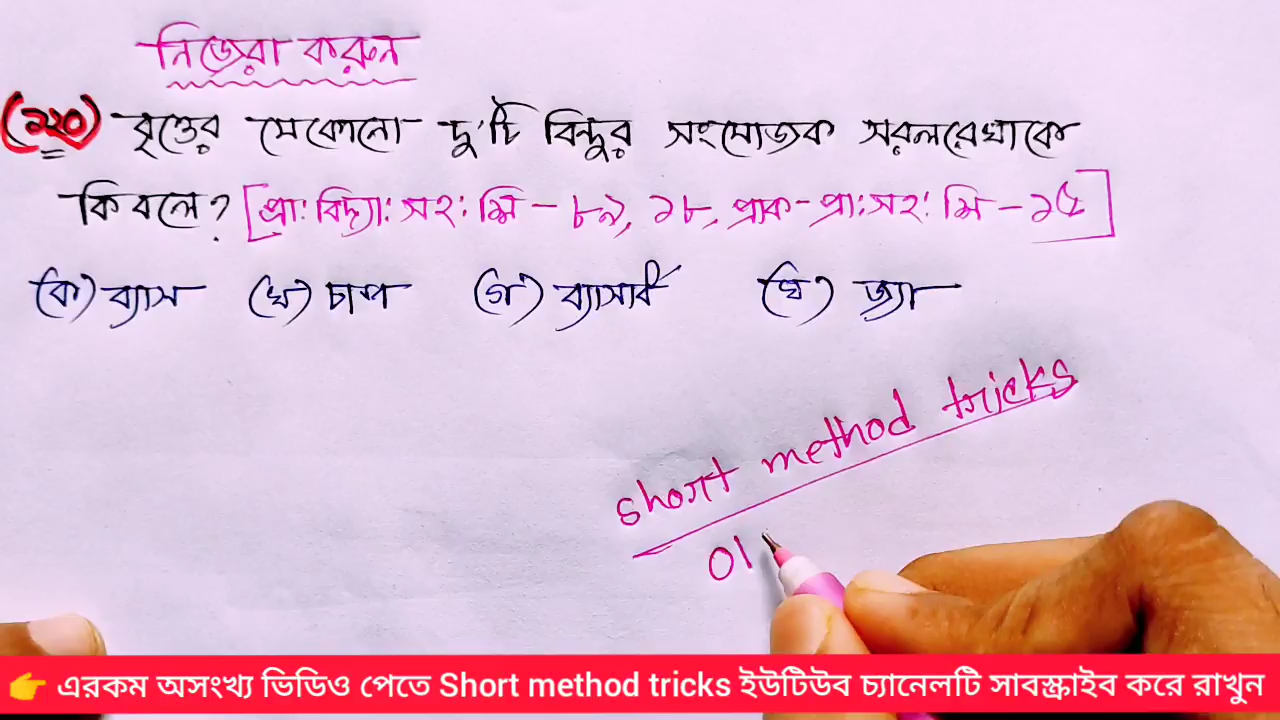 নিজেরা করুন
(১২০) বৃত্তের যেকোনো দু'টি বিন্দুর সংযোজক সরলরেখাকে
কি বলে? [প্রা: বিদ্যা: সহ: শি - ৮৯, ১৮, প্রাক-প্রা: সহ: শি - ১৫]
(ক) ব্যাস (খ) চাপ (গ) ব্যাসার্ধ (ঘ) জ্যা
short method tricks
01
👉 এরকম অসংখ্য ভিডিও পেতে Short method tricks ইউটিউব চ্যানেলটি সাবস্ক্রাইব করে রাখুন